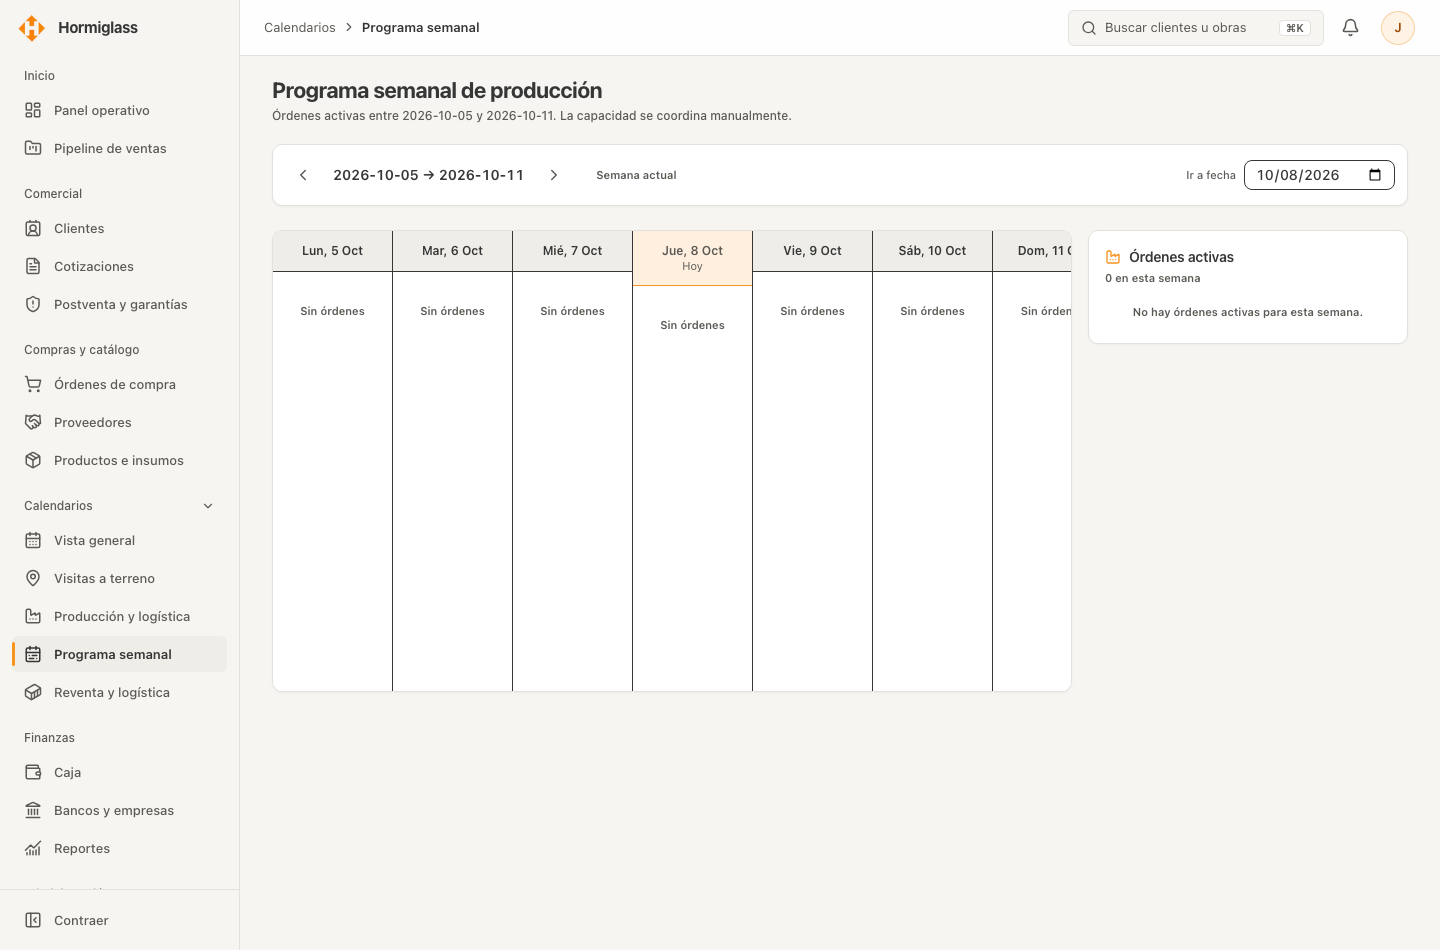 Hormiglass
Inicio
Panel operativo
Pipeline de ventas
Comercial
Clientes
Cotizaciones
Postventa y garantías
Compras y catálogo
Órdenes de compra
Proveedores
Productos e insumos
Calendarios
Vista general
Visitas a terreno
Producción y logística
Programa semanal
Reventa y logística
Finanzas
Caja
Bancos y empresas
Reportes
Contraer
Calendarios > Programa semanal
Buscar clientes u obras ⌘K
J
Programa semanal de producción
Órdenes activas entre 2026-10-05 y 2026-10-11. La capacidad se coordina manualmente.
2026-10-05 → 2026-10-11
Semana actual
Ir a fecha 10/08/2026
Lun, 5 Oct
Mar, 6 Oct
Mié, 7 Oct
Jue, 8 Oct
Hoy
Vie, 9 Oct
Sáb, 10 Oct
Dom, 11
Sin órdenes
Sin órdenes
Sin órdenes
Sin órdenes
Sin órdenes
Sin órdenes
Sin órden
Órdenes activas
0 en esta semana
No hay órdenes activas para esta semana.